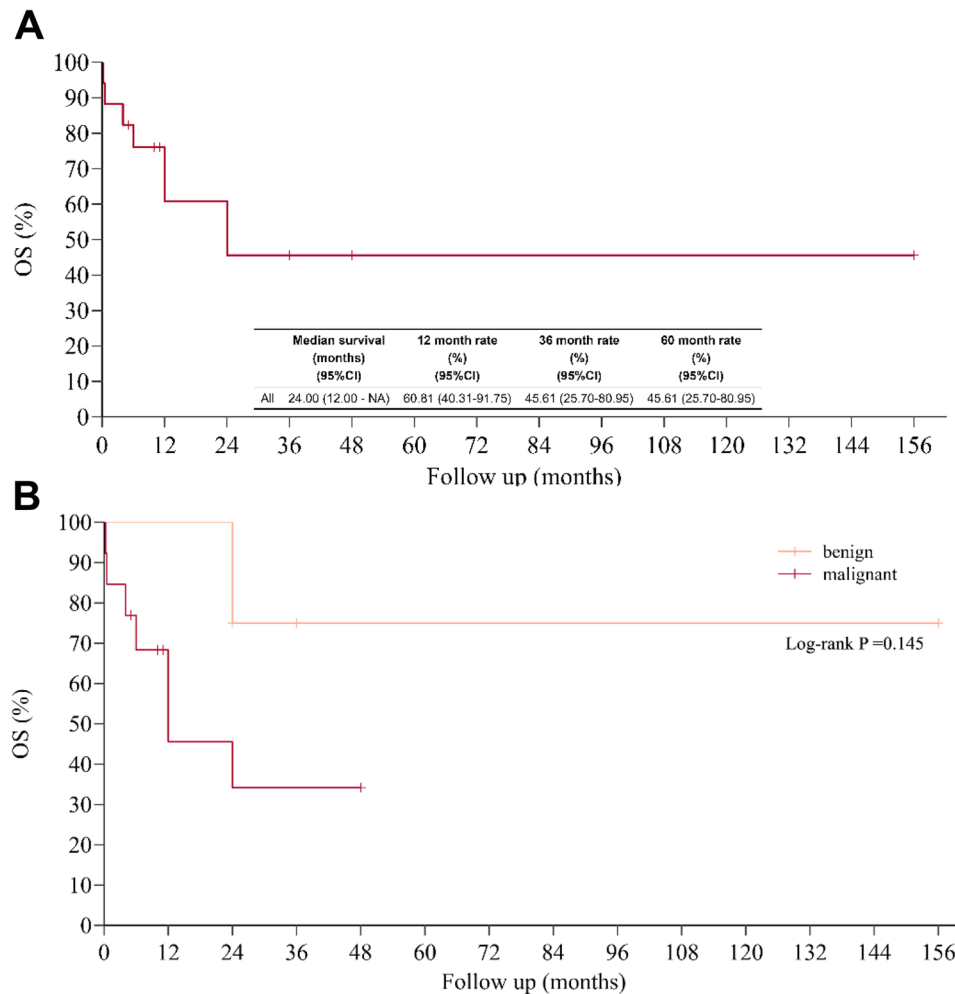 A
100
90
80
70
60
50
40
30
20
10
0
OS (%)
Median survival (months) (95%CI) 12 month rate (%) (95%CI) 36 month rate (%) (95%CI) 60 month rate (%) (95%CI)
All 24.00 (12.00 - NA) 60.81 (40.31-91.75) 45.61 (25.70-80.95) 45.61 (25.70-80.95)
0 12 24 36 48 60 72 84 96 108 120 132 144 156
Follow up (months)
B
100
90
80
70
60
50
40
30
20
10
0
OS (%)
benign
malignant
Log-rank P =0.145
0 12 24 36 48 60 72 84 96 108 120 132 144 156
Follow up (months)